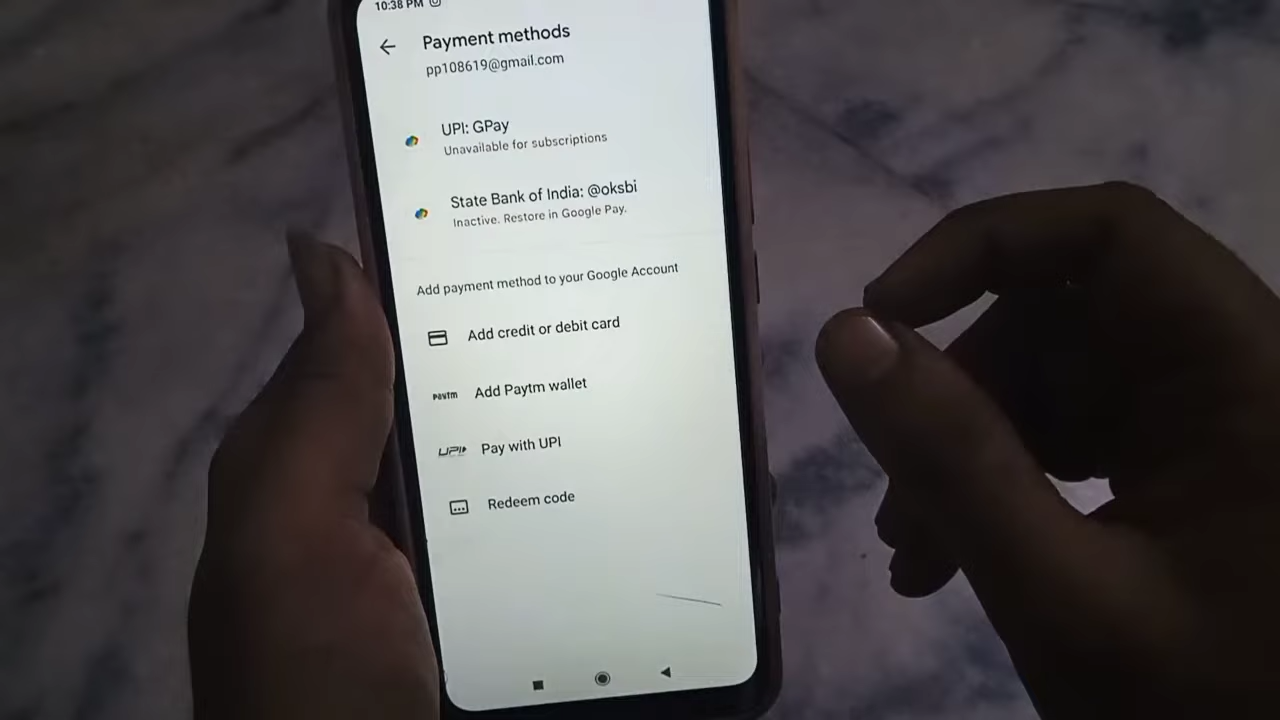 10:38 PM
Payment methods
pp108619@gmail.com
UPI: GPay
Unavailable for subscriptions
State Bank of India: @oksbi
Inactive. Restore in Google Pay.
Add payment method to your Google Account
Add credit or debit card
Paytm Add Paytm wallet
UPI Pay with UPI
Redeem code